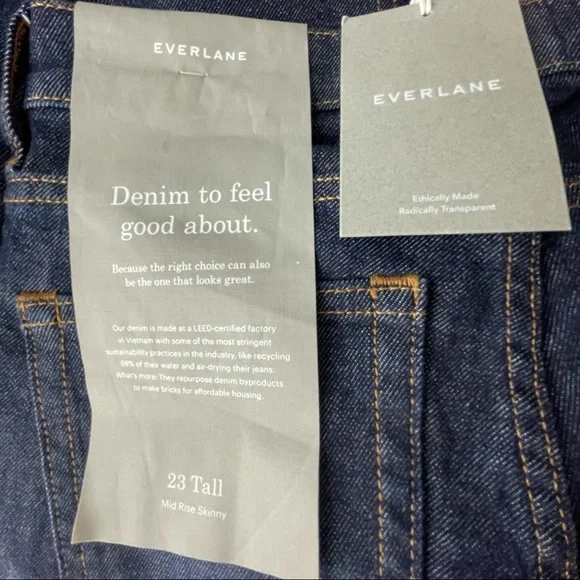 EVERLANE
Denim to feel
good about.
Because the right choice can also
be the one that looks great.
Our denim is made at a LEED-certified factory
in Vietnam with some of the most stringent
sustainability practices in the industry, like recycling
98% of their water and air-drying their jeans.
What's more: They repurpose denim byproducts
to make bricks for affordable housing.
23 Tall
Mid Rise Skinny
EVERLANE
Ethically Made
Radically Transparent